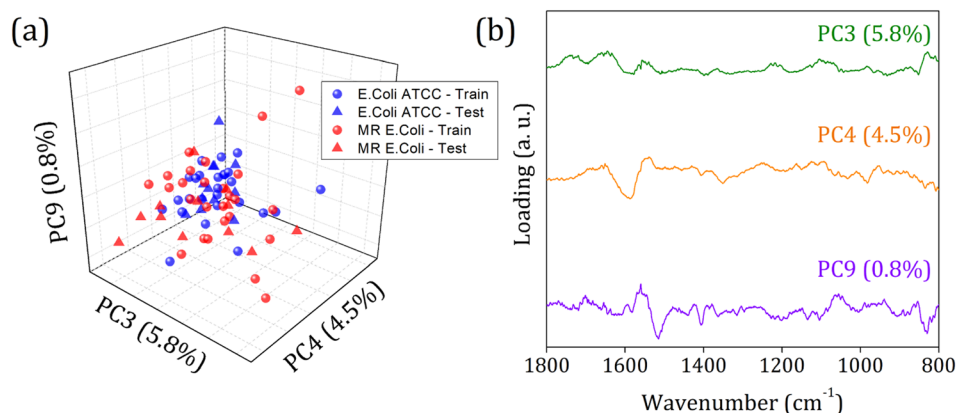 (a)
PC9 (0.8%)
PC3 (5.8%)
PC4 (4.5%)
E.Coli ATCC - Train
E.Coli ATCC - Test
MR E.Coli - Train
MR E.Coli - Test
(b)
PC3 (5.8%)
PC4 (4.5%)
PC9 (0.8%)
Loading (a. u.)
1800 1600 1400 1200 1000 800
Wavenumber (cm⁻¹)